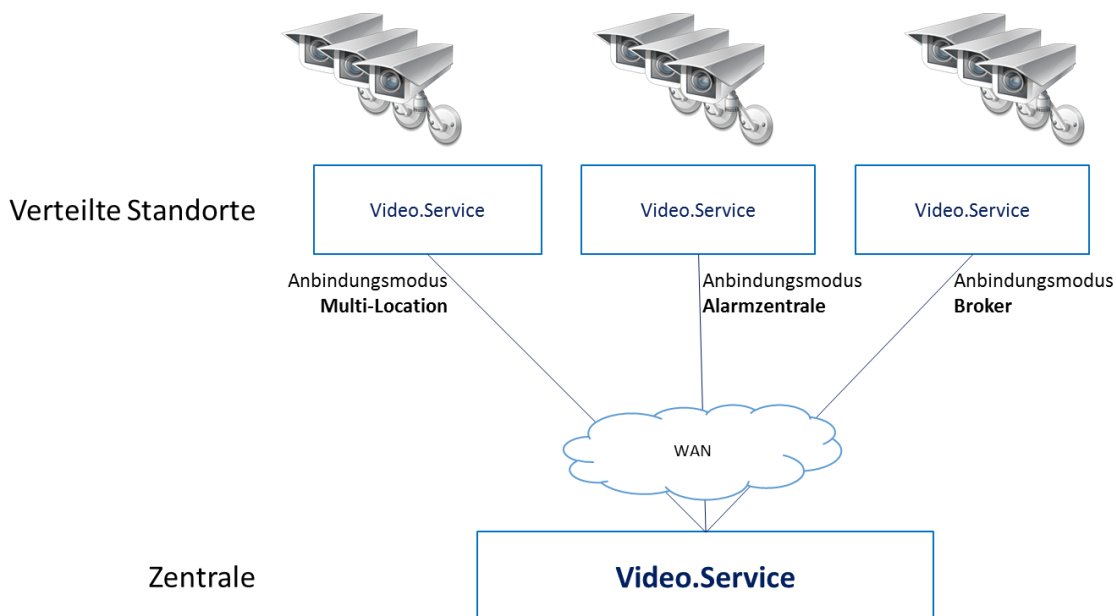 Verteilte Standorte
Video.Service
Video.Service
Video.Service
Anbindungsmodus
Multi-Location
Anbindungsmodus
Alarmzentrale
Anbindungsmodus
Broker
WAN
Zentrale
Video.Service